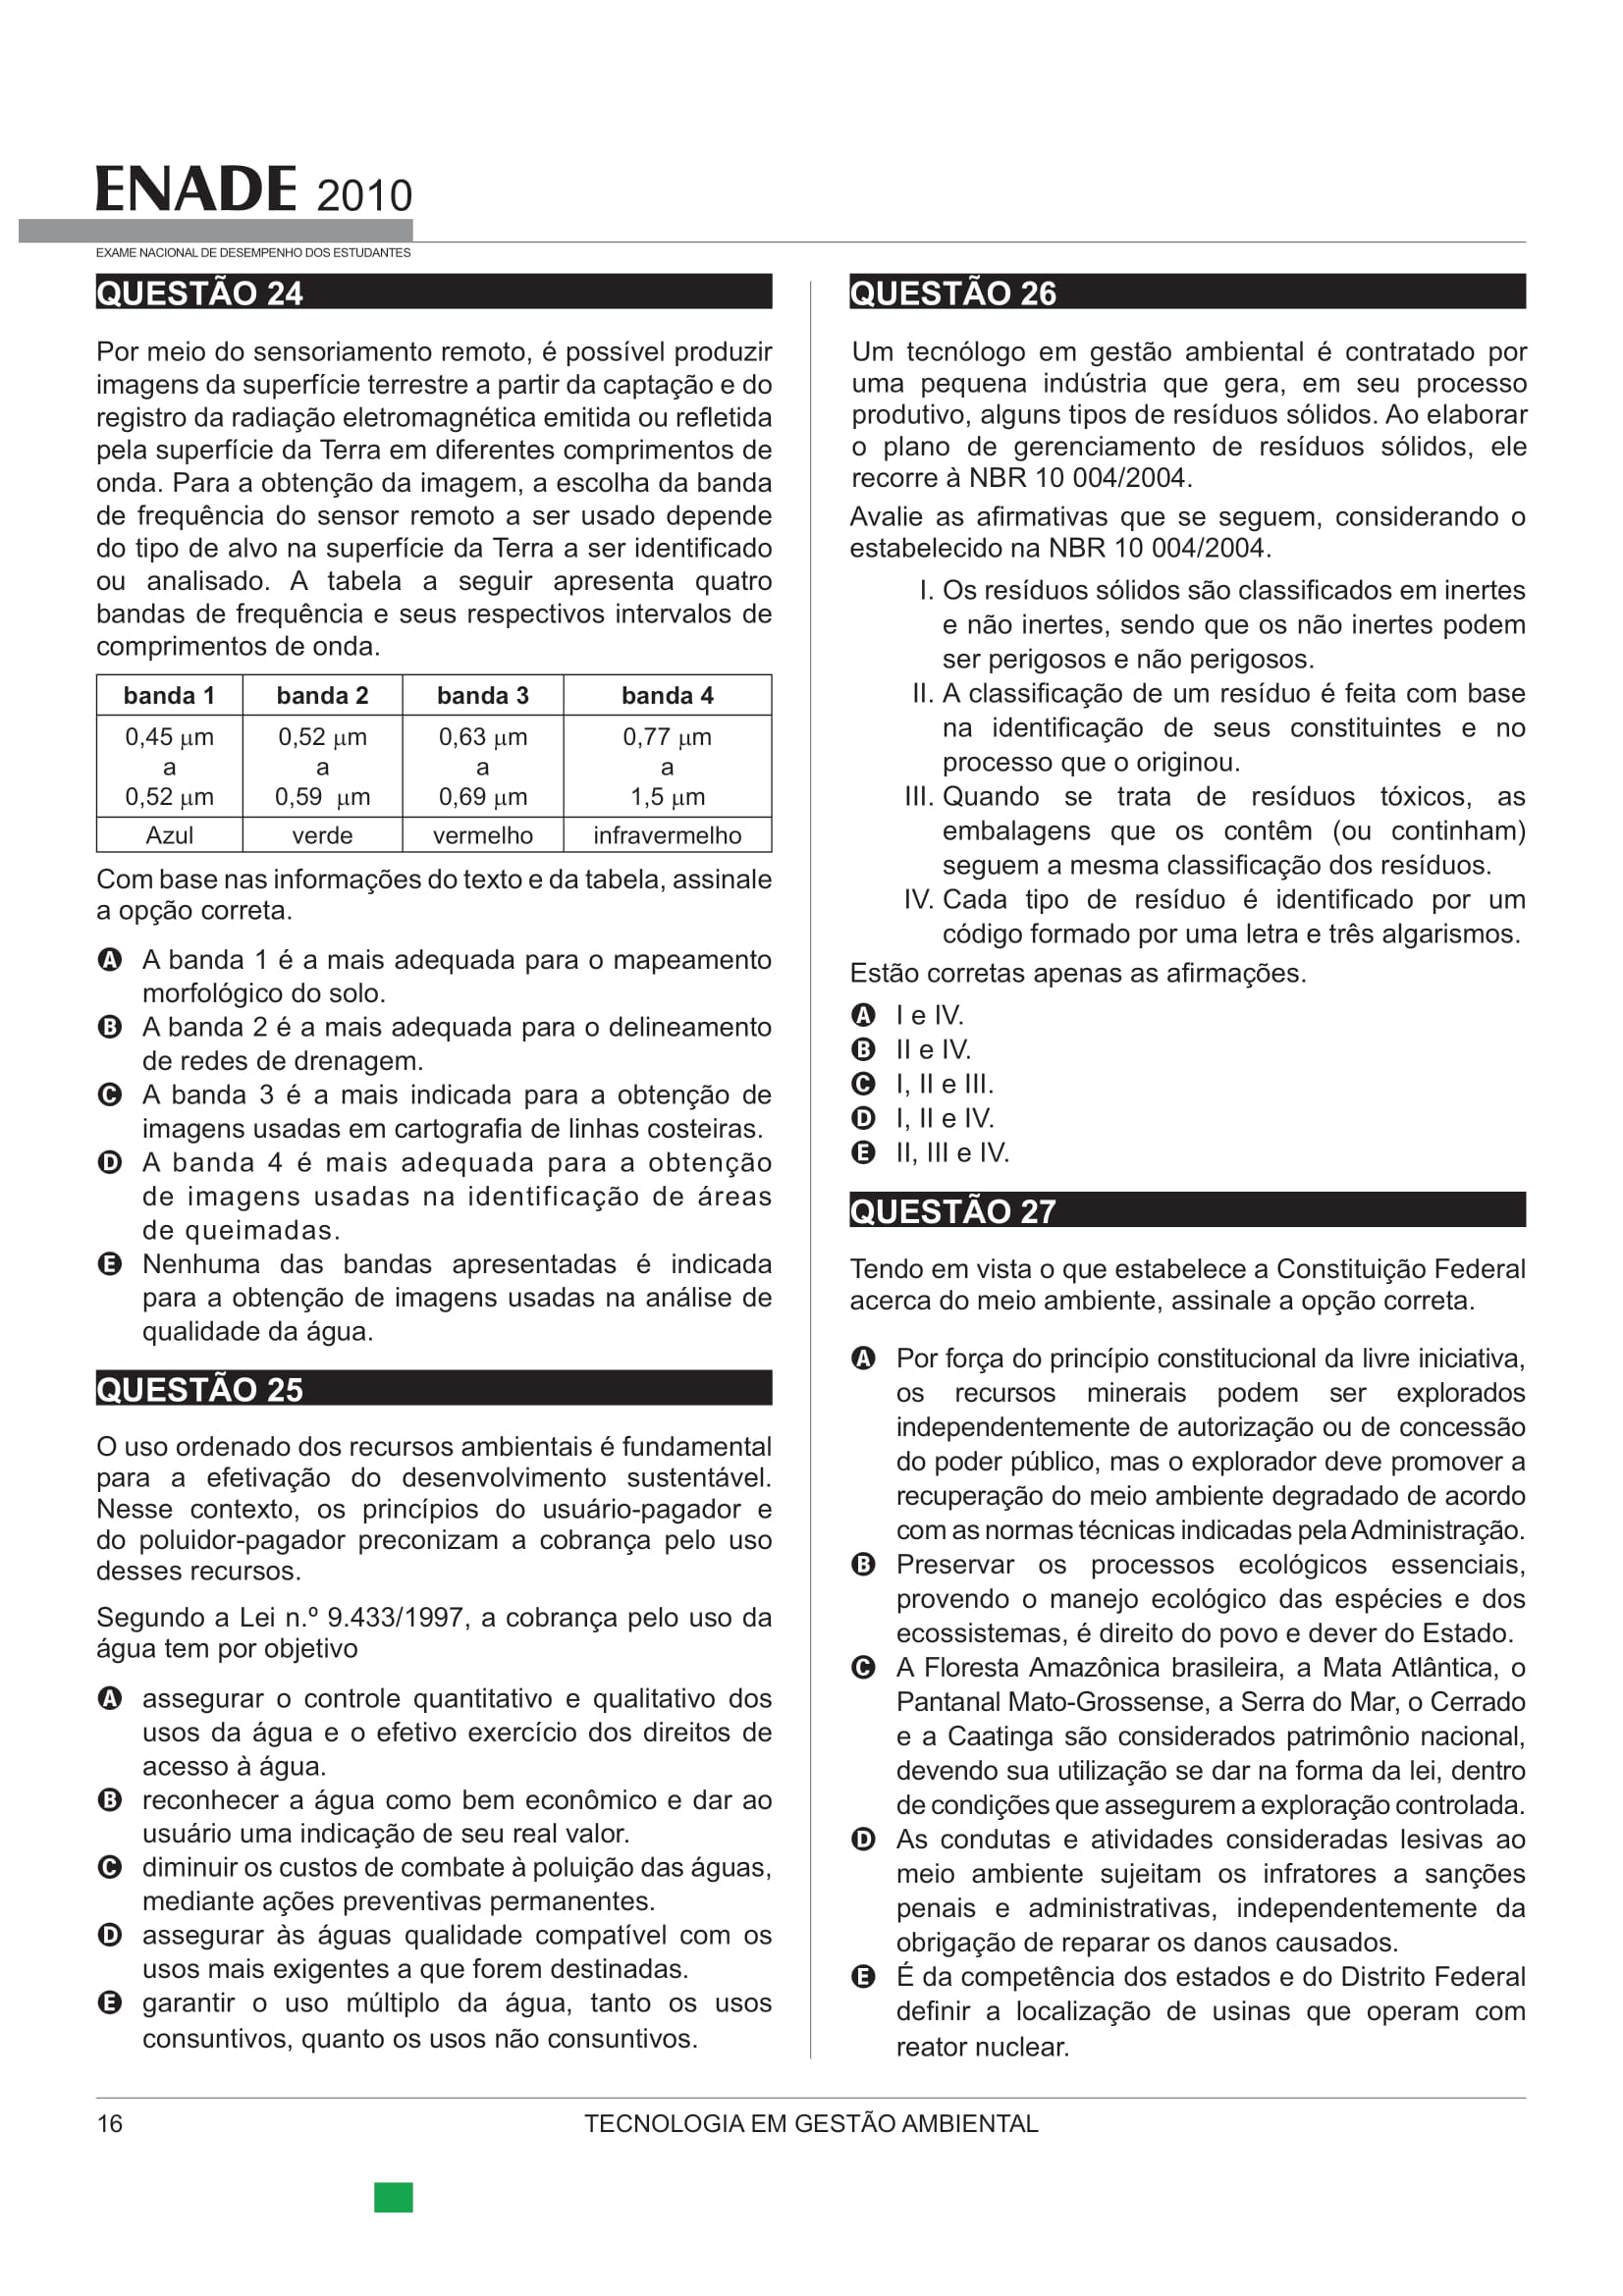 ENADE 2010
EXAME NACIONAL DE DESEMPENHO DOS ESTUDANTES
QUESTÃO 24
Por meio do sensoriamento remoto, é possível produzir
imagens da superfície terrestre a partir da captação e do
registro da radiação eletromagnética emitida ou refletida
pela superfície da Terra em diferentes comprimentos de
onda. Para a obtenção da imagem, a escolha da banda
de frequência do sensor remoto a ser usado depende
do tipo de alvo na superfície da Terra a ser identificado
ou analisado. A tabela a seguir apresenta quatro
bandas de frequência e seus respectivos intervalos de
comprimentos de onda.
banda 1 banda 2 banda 3 banda 4
0,45 µm 0,52 µm 0,63 µm 0,77 µm
a a a a
0,52 µm 0,59 µm 0,69 µm 1,5 µm
Azul verde vermelho infravermelho
Com base nas informações do texto e da tabela, assinale
a opção correta.
A A banda 1 é a mais adequada para o mapeamento
morfológico do solo.
B A banda 2 é a mais adequada para o delineamento
de redes de drenagem.
C A banda 3 é a mais indicada para a obtenção de
imagens usadas em cartografia de linhas costeiras.
D A banda 4 é mais adequada para a obtenção
de imagens usadas na identificação de áreas
de queimadas.
E Nenhuma das bandas apresentadas é indicada
para a obtenção de imagens usadas na análise de
qualidade da água.
QUESTÃO 25
O uso ordenado dos recursos ambientais é fundamental
para a efetivação do desenvolvimento sustentável.
Nesse contexto, os princípios do usuário-pagador e
do poluidor-pagador preconizam a cobrança pelo uso
desses recursos.
Segundo a Lei n.º 9.433/1997, a cobrança pelo uso da
água tem por objetivo
A assegurar o controle quantitativo e qualitativo dos
usos da água e o efetivo exercício dos direitos de
acesso à água.
B reconhecer a água como bem econômico e dar ao
usuário uma indicação de seu real valor.
C diminuir os custos de combate à poluição das águas,
mediante ações preventivas permanentes.
D assegurar às águas qualidade compatível com os
usos mais exigentes a que forem destinadas.
E garantir o uso múltiplo da água, tanto os usos
consuntivos, quanto os usos não consuntivos.
QUESTÃO 26
Um tecnólogo em gestão ambiental é contratado por
uma pequena indústria que gera, em seu processo
produtivo, alguns tipos de resíduos sólidos. Ao elaborar
o plano de gerenciamento de resíduos sólidos, ele
recorre à NBR 10 004/2004.
Avalie as afirmativas que se seguem, considerando o
estabelecido na NBR 10 004/2004.
I. Os resíduos sólidos são classificados em inertes
e não inertes, sendo que os não inertes podem
ser perigosos e não perigosos.
II. A classificação de um resíduo é feita com base
na identificação de seus constituintes e no
processo que o originou.
III. Quando se trata de resíduos tóxicos, as
embalagens que os contêm (ou continham)
seguem a mesma classificação dos resíduos.
IV. Cada tipo de resíduo é identificado por um
código formado por uma letra e três algarismos.
Estão corretas apenas as afirmações.
A I e IV.
B II e IV.
C I, II e III.
D I, II e IV.
E II, III e IV.
QUESTÃO 27
Tendo em vista o que estabelece a Constituição Federal
acerca do meio ambiente, assinale a opção correta.
A Por força do princípio constitucional da livre iniciativa,
os recursos minerais podem ser explorados
independentemente de autorização ou de concessão
do poder público, mas o explorador deve promover a
recuperação do meio ambiente degradado de acordo
com as normas técnicas indicadas pela Administração.
B Preservar os processos ecológicos essenciais,
provendo o manejo ecológico das espécies e dos
ecossistemas, é direito do povo e dever do Estado.
C A Floresta Amazônica brasileira, a Mata Atlântica, o
Pantanal Mato-Grossense, a Serra do Mar, o Cerrado
e a Caatinga são considerados patrimônio nacional,
devendo sua utilização se dar na forma da lei, dentro
de condições que assegurem a exploração controlada.
D As condutas e atividades consideradas lesivas ao
meio ambiente sujeitam os infratores a sanções
penais e administrativas, independentemente da
obrigação de reparar os danos causados.
E É da competência dos estados e do Distrito Federal
definir a localização de usinas que operam com
reator nuclear.
16
TECNOLOGIA EM GESTÃO AMBIENTAL